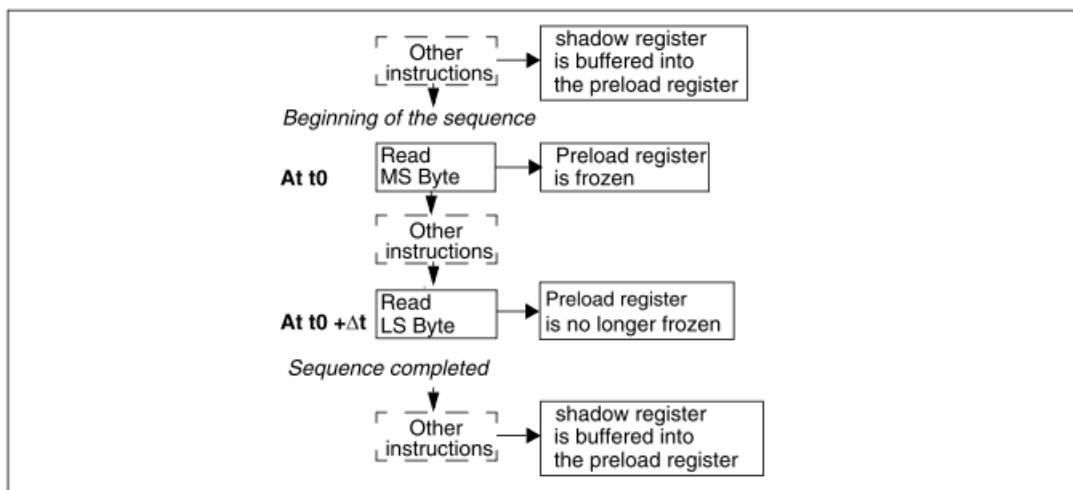 Other
instructions
shadow register
is buffered into
the preload register
Beginning of the sequence
At t0
Read
MS Byte
Preload register
is frozen
Other
instructions
At t0 +Δt
Read
LS Byte
Preload register
is no longer frozen
Sequence completed
Other
instructions
shadow register
is buffered into
the preload register